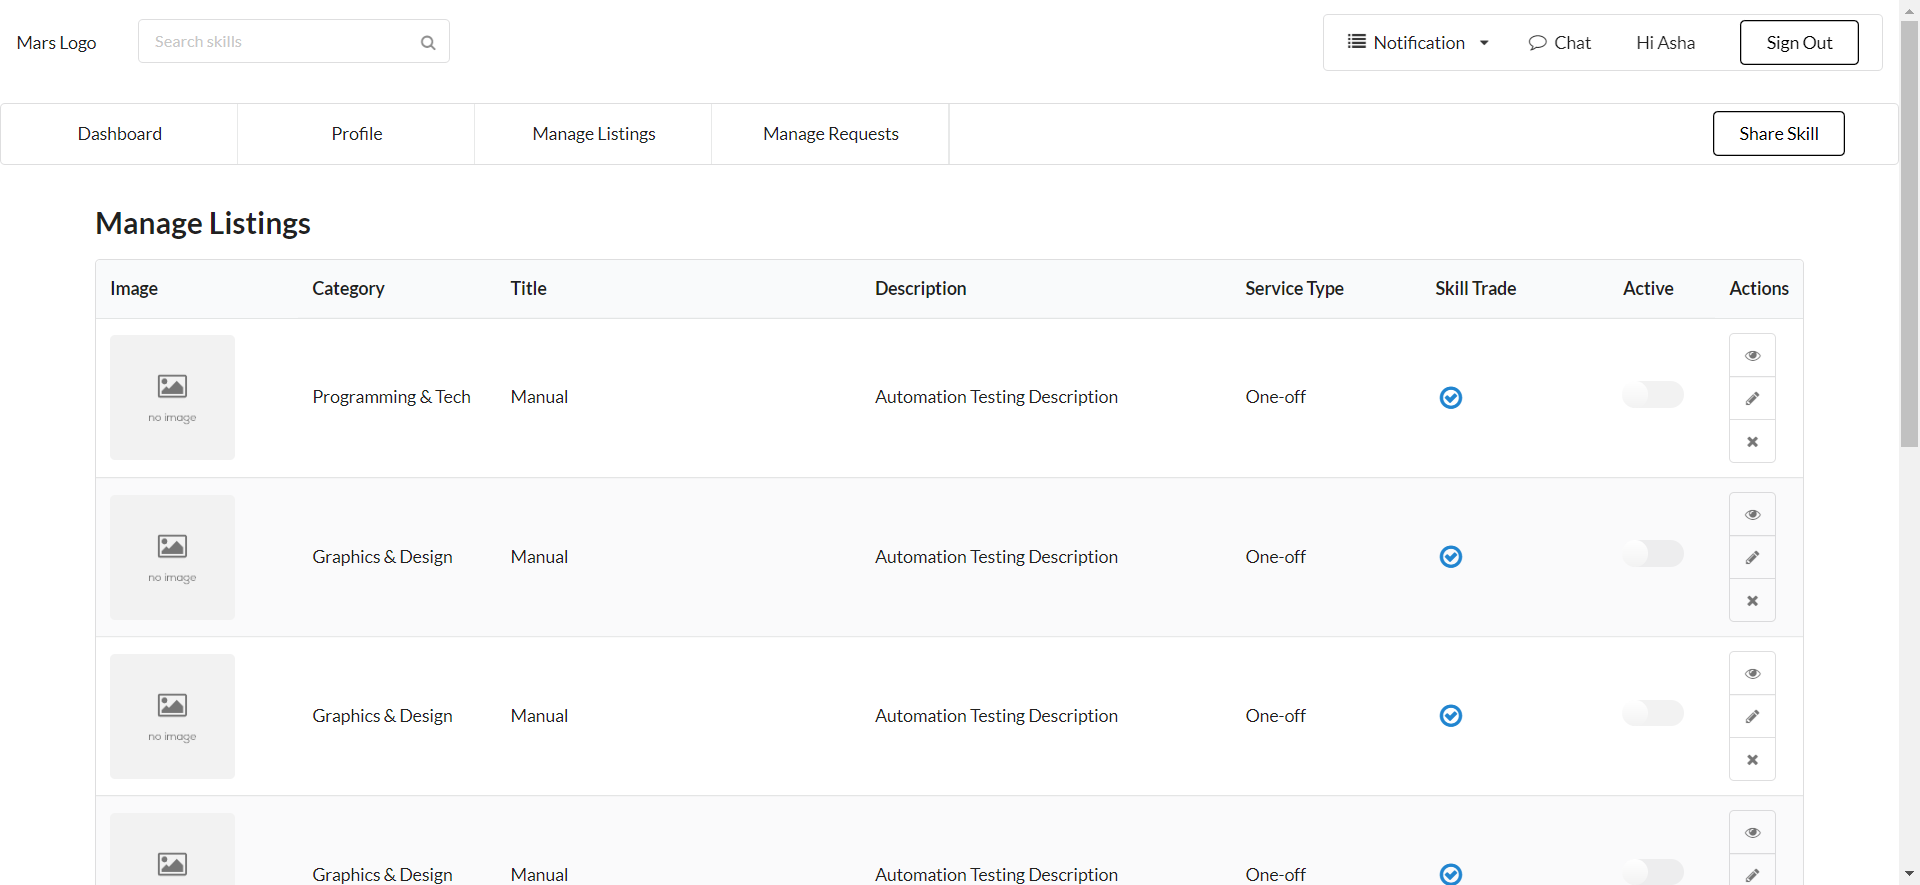 Mars Logo
Search skills
Notification
Chat
Hi Asha
Sign Out
Dashboard
Profile
Manage Listings
Manage Requests
Share Skill
Manage Listings
Image Category Title Description Service Type Skill Trade Active Actions
no image
Programming & Tech Manual Automation Testing Description One-off
no image
Graphics & Design Manual Automation Testing Description One-off
no image
Graphics & Design Manual Automation Testing Description One-off
Graphics & Design Manual Automation Testing Description One-off